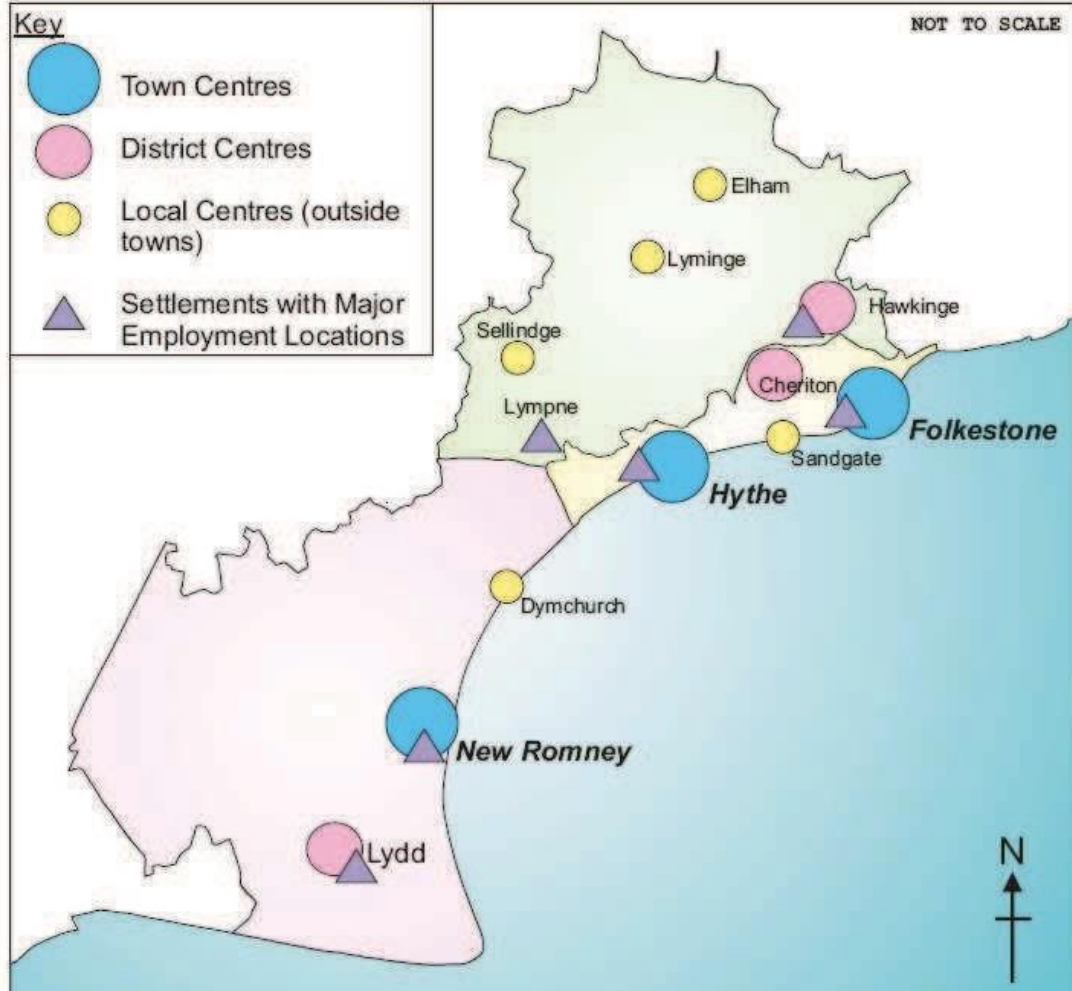 Key
NOT TO SCALE
Town Centres
District Centres
Local Centres (outside
towns)
Settlements with Major
Employment Locations
Elham
Lyminge
Hawkinge
Sellindge
Cheriton
Lympne
Folkestone
Sandgate
Hythe
Dymchurch
New Romney
Lydd
N